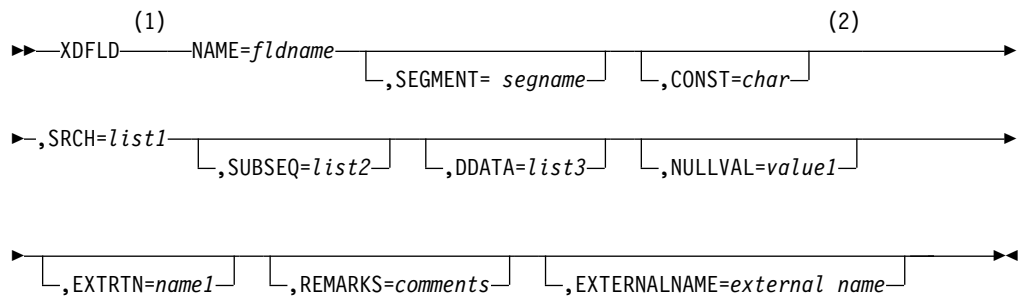 (1) (2)
XDFLD NAME=fldname
,SEGMENT= segname ,CONST=char
,SRCH=list1
,SUBSEQ=list2 ,DDATA=list3 ,NULLVAL=value1
,EXTRTN=name1 ,REMARKS=comments ,EXTERNALNAME=external name